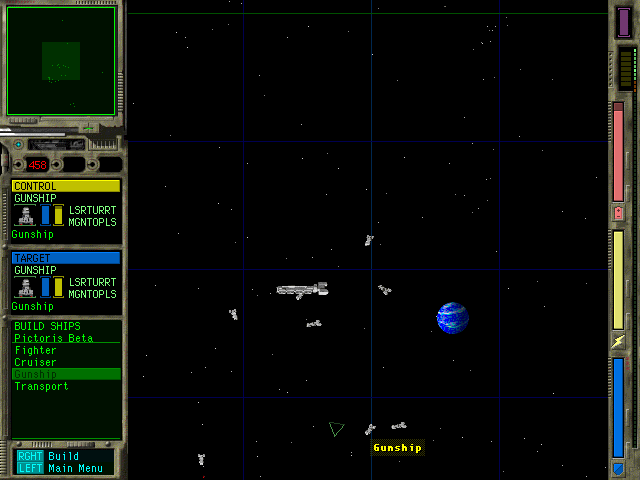 458
CONTROL
GUNSHIP
LSRTURRT
MGNTOPLS
Gunship
TARGET
GUNSHIP
LSRTURRT
MGNTOPLS
Gunship
BUILD SHIPS
Pictoris Beta
Fighter
Cruiser
Gunship
Transport
RGHT Build
LEFT Main Menu
Gunship